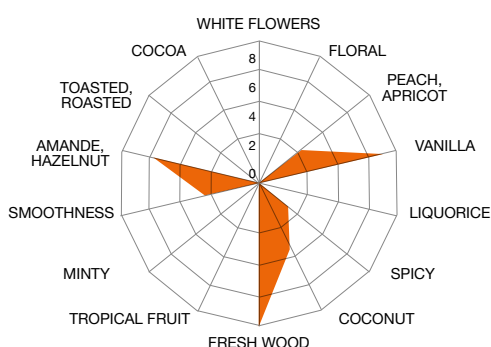 WHITE FLOWERS
COCOA
FLORAL
8
TOASTED,
ROASTED
PEACH,
APRICOT
6
4
AMANDE,
HAZELNUT
2
VANILLA
0
SMOOTHNESS
LIQUORICE
MINTY
SPICY
TROPICAL FRUIT
COCONUT
FRESH WOOD